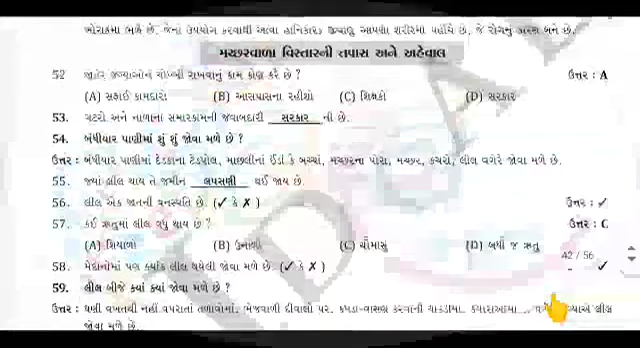 ખોરાકમાં ભળે છે. જેના ઉપયોગ કરવાથી આવા હાનિકારક જીવાણુ આપણા શરીરમાં પહોંચે છે, જે રોગનું કારણ બને છે.
મચ્છરવાળા વિસ્તારની તપાસ અને અહેવાલ
52 જાહેર જગ્યાઓને ચોખ્ખી રાખવાનું કામ કોણ કરે છે ? ઉત્તર : A
(A) સફાઈ કામદારો (B) આસપાસના રહીશો (C) શિક્ષકો (D) સરકાર
53. ગટરો અને નાળાના સમારકામની જવાબદારી સરકાર ની છે.
54. બંધીયાર પાણીમાં શું શું જોવા મળે છે ?
ઉત્તર : બંધીયાર પાણીમાં દેડકાના ટેડપોલ, માછલીનાં ઈંડાં કે બચ્ચાં, મચ્છરના પોરા, મચ્છર, કચરો, લીલ વગેરે જોવા મળે છે.
55. જ્યાં લીલ થાય તે જમીન લપસણી થઈ જાય છે.
56. લીલ એક જાતની વનસ્પતિ છે. (✓ કે ✗) ઉત્તર : ✓
57. કઈ ઋતુમાં લીલ વધુ થાય છે ? ઉત્તર : C
(A) શિયાળો (B) ઉનાળો (C) ચોમાસું (D) બધી જ ઋતુ
42 / 56
58. મેદાનોમાં પણ ક્યાંક લીલ થયેલી જોવા મળે છે. (✓ કે ✗) ✓
59. લીલ બીજે ક્યાં ક્યાં જોવા મળે છે ?
ઉત્તર : ઘણી વખતથી નહીં વપરાતાં તળાવોમાં, ભેજવાળી દીવાલો પર, કપડાં-વાસણ કરવાની ચોકડીમાં, ક્યારીઓમાં .. લીલ
જોવા મળે છે.